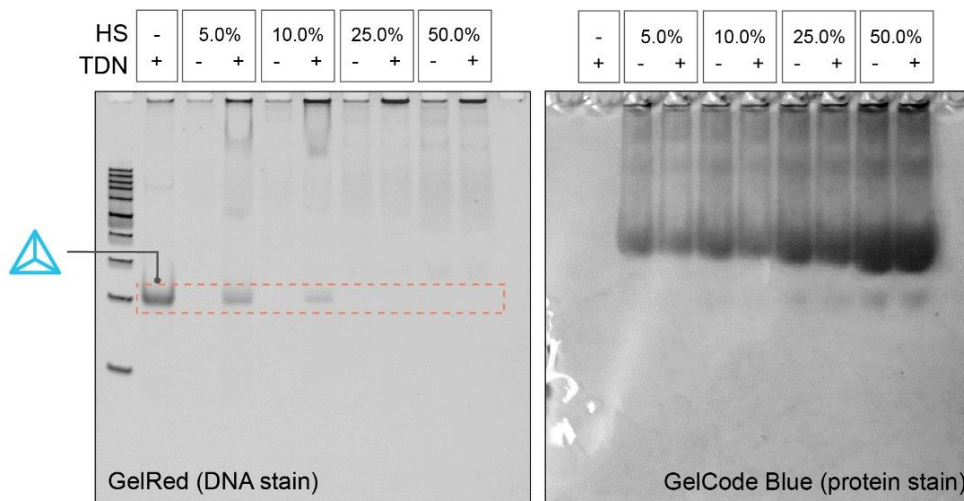 HS - 5.0% 10.0% 25.0% 50.0% - 5.0% 10.0% 25.0% 50.0%
TDN + - + - + - + - + + - + - + - + - +
GelRed (DNA stain) GelCode Blue (protein stain)